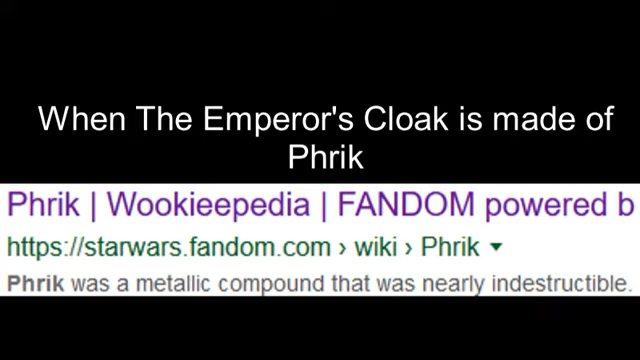 When The Emperor's Cloak is made of
Phrik
Phrik | Wookieepedia | FANDOM powered b
https://starwars.fandom.com › wiki › Phrik
Phrik was a metallic compound that was nearly indestructible.